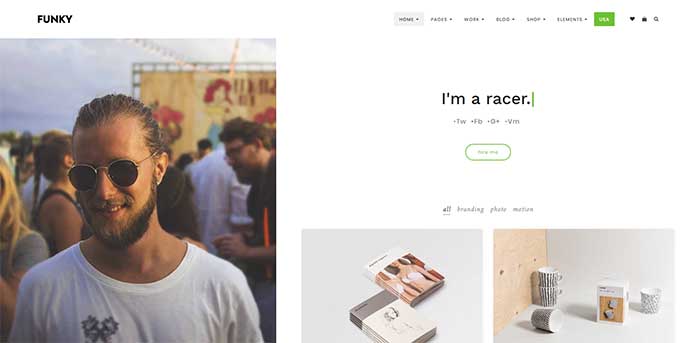 FUNKY
HOME PAGES WORK BLOG SHOP ELEMENTS USA
I'm a racer.
•Tw •Fb •G+ •Vm
hire me
all branding photo motion